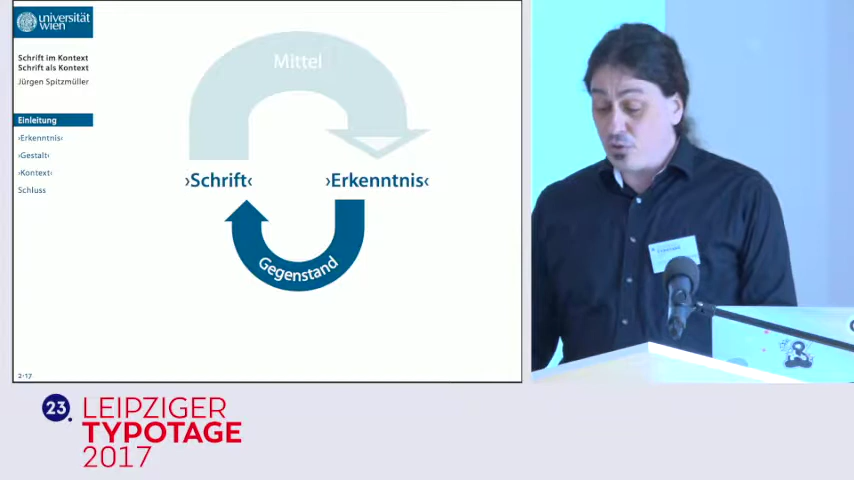 universität
wien
Schrift im Kontext
Schrift als Kontext
Jürgen Spitzmüller
Einleitung
›Erkenntnis‹
›Gestalt‹
›Kontext‹
Schluss
Mittel
›Schrift‹
›Erkenntnis‹
Gegenstand
2-17
23.
LEIPZIGER
TYPOTAGE
2017